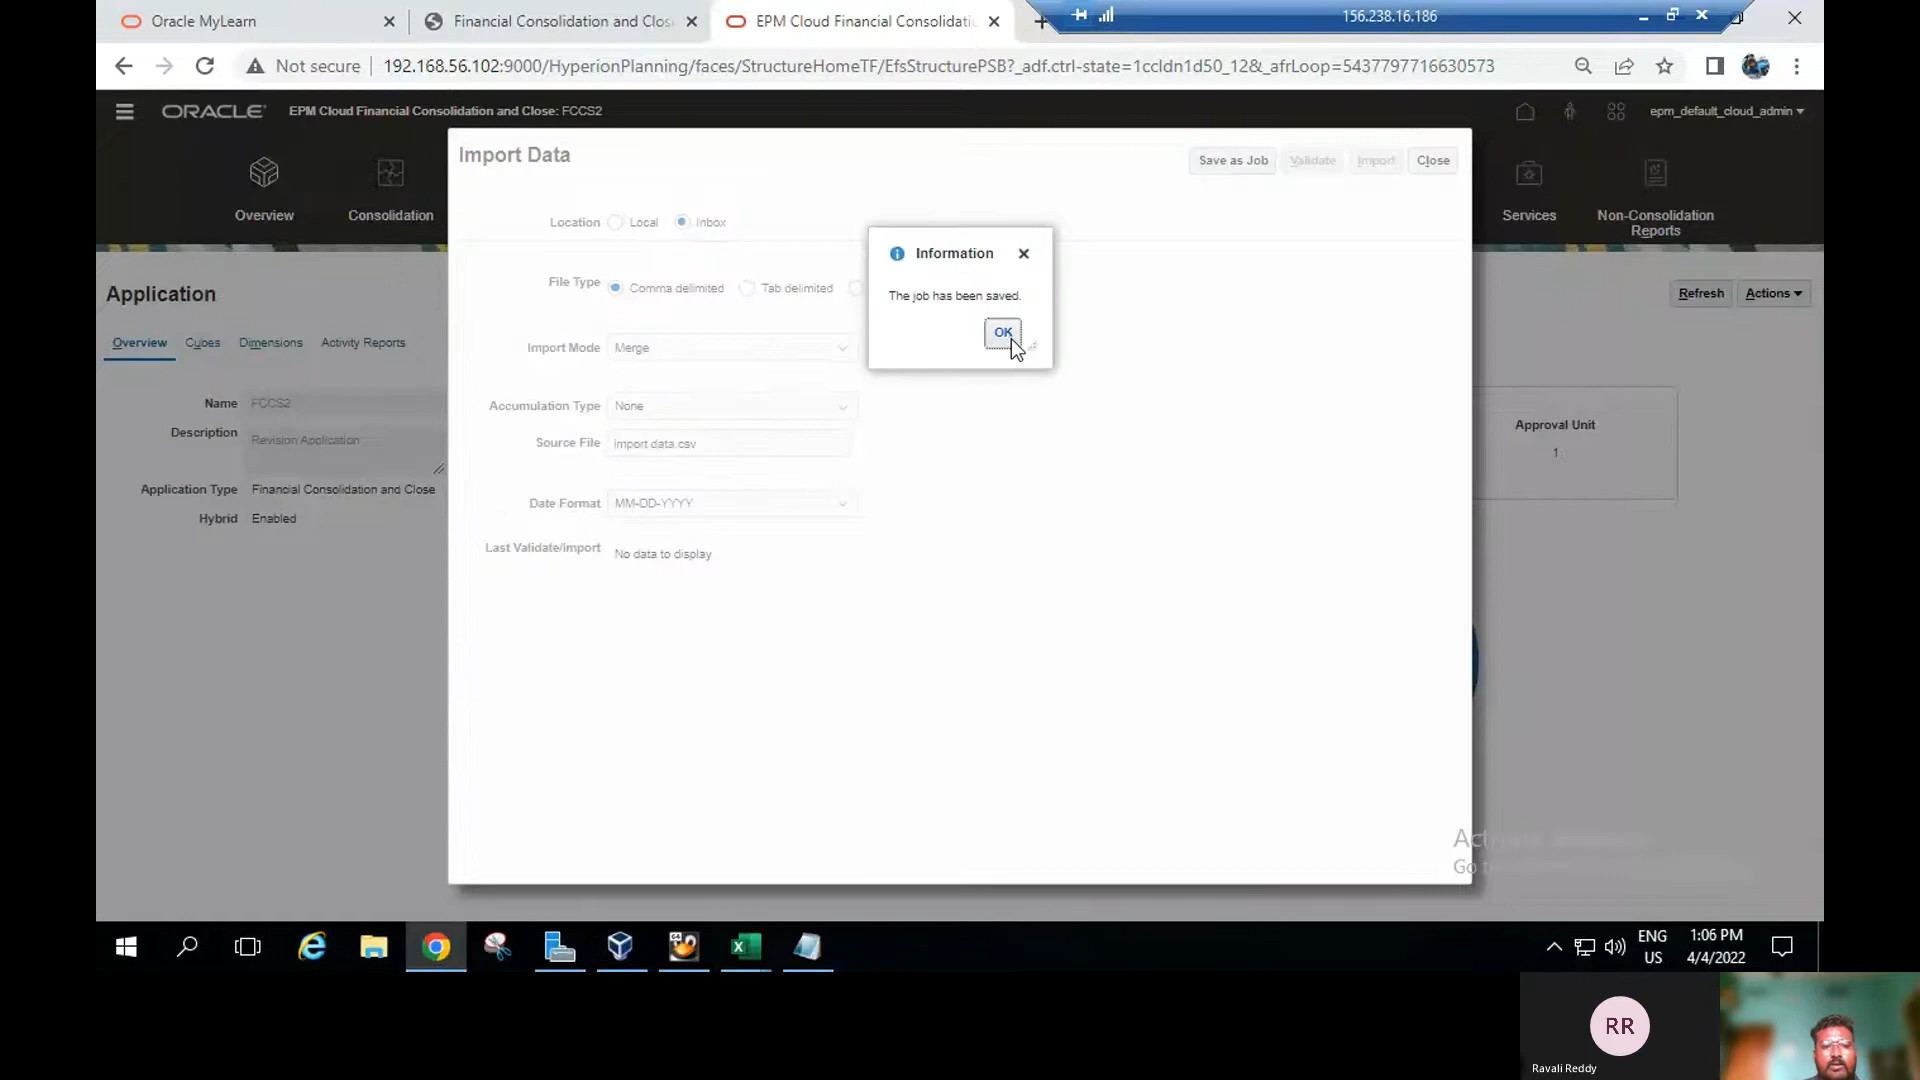 Oracle MyLearn
Financial Consolidation and Clos
EPM Cloud Financial Consolidati
156.238.16.186
Not secure
192.168.56.102:9000/HyperionPlanning/faces/StructureHomeTF/EfsStructurePSB?_adf.ctrl-state=1ccldn1d50_12&_afrLoop=5437797716630573
ORACLE
EPM Cloud Financial Consolidation and Close: FCCS2
epm_default_cloud_admin
Overview
Consolidation
Services
Non-Consolidation
Reports
Import Data
Save as Job
Validate
Import
Close
Location
Local
Inbox
File Type
Comma delimited
Tab delimited
Import Mode
Merge
Accumulation Type
None
Source File
import data.csv
Date Format
MM-DD-YYYY
Last Validate/Import
No data to display
Information
The job has been saved.
OK
Application
Refresh
Actions
Overview
Cubes
Dimensions
Activity Reports
Name
FCCS2
Description
Revision Application
Application Type
Financial Consolidation and Close
Hybrid
Enabled
Approval Unit
1
ENG
US
1:06 PM
4/4/2022
RR
Ravali Reddy